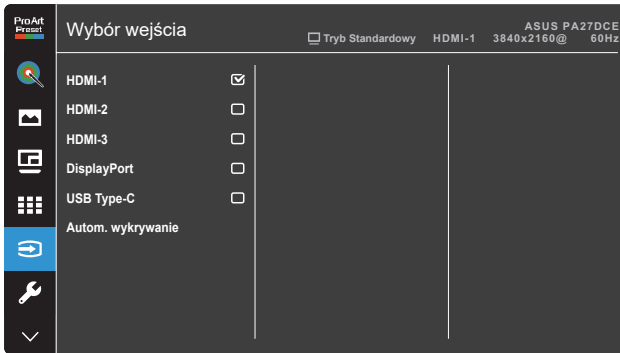 ProArt
Preset
Wybór wejścia
ASUS PA27DCE
Tryb Standardowy HDMI-1 3840x2160@ 60Hz
HDMI-1
HDMI-2
HDMI-3
DisplayPort
USB Type-C
Autom. wykrywanie